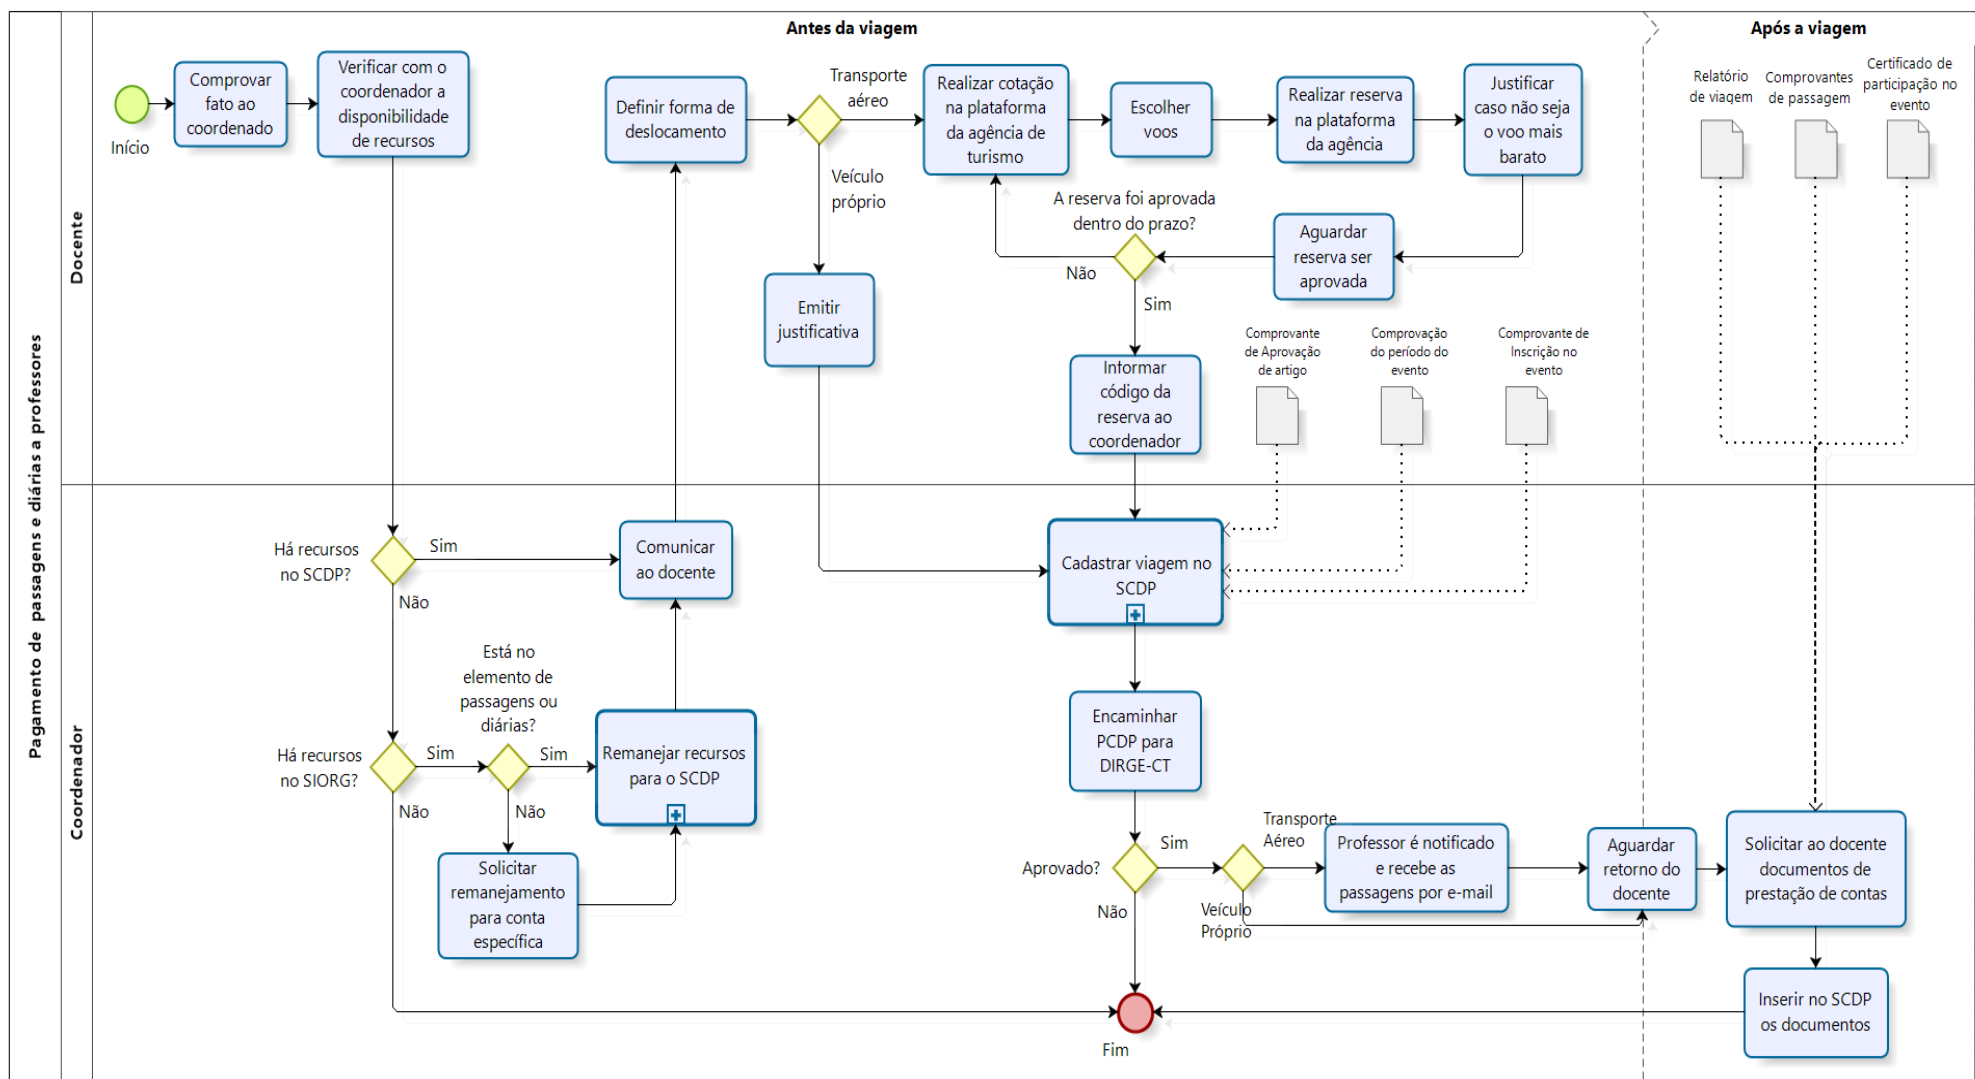 Antes da viagem
Após a viagem
Pagamento de passagens e diárias a professores
Docente
Início
Comprovar
fato ao
coordenado
Verificar com o
coordenador a
disponibilidade
de recursos
Definir forma de
deslocamento
Transporte
aéreo
Veículo
próprio
Realizar cotação
na plataforma
da agência de
turismo
Escolher
voos
Realizar reserva
na plataforma
da agência
Justificar
caso não seja
o voo mais
barato
Relatório
de viagem
Comprovantes
de passagem
Certificado de
participação no
evento
A reserva foi aprovada
dentro do prazo?
Não
Sim
Aguardar
reserva ser
aprovada
Emitir
justificativa
Informar
código da
reserva ao
coordenador
Comprovante
de Aprovação
de artigo
Comprovação
do período do
evento
Comprovante de
Inscrição no
evento
Coordenador
Há recursos
no SCDP?
Sim
Não
Comunicar
ao docente
Cadastrar viagem no
SCDP
Está no
elemento de
passagens ou
diárias?
Há recursos
no SIORG?
Sim
Não
Sim
Não
Remanejar recursos
para o SCDP
Solicitar
remanejamento
para conta
específica
Encaminhar
PCDP para
DIRGE-CT
Aprovado?
Sim
Não
Transporte
Aéreo
Veículo
Próprio
Professor é notificado
e recebe as
passagens por e-mail
Aguardar
retorno do
docente
Solicitar ao docente
documentos de
prestação de contas
Inserir no SCDP
os documentos
Fim